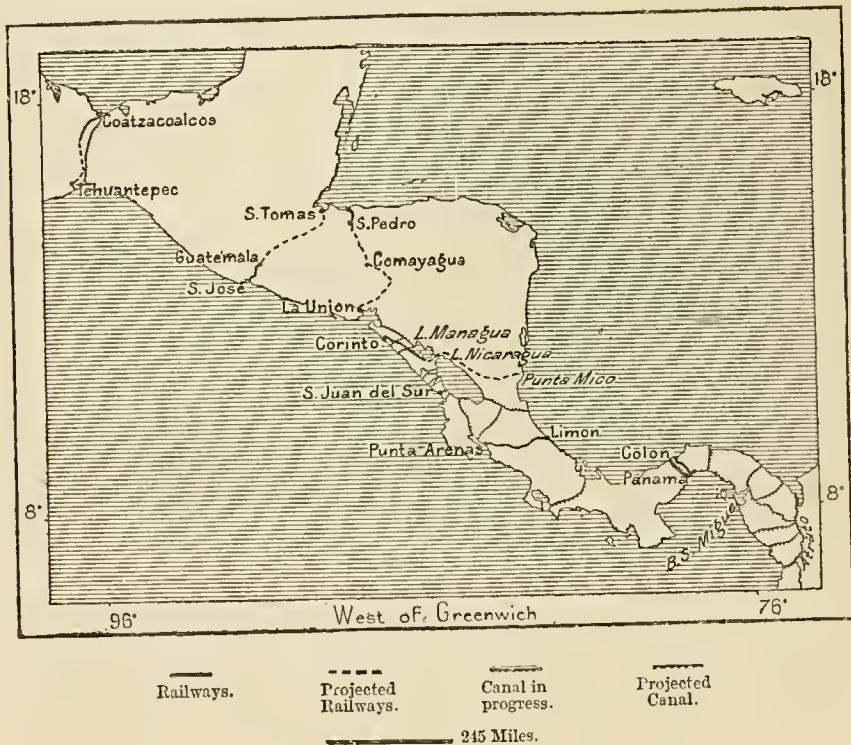 18°
18°
Coatzacoalcos
Tehuantepec
S. Tomas
S. Pedro
Guatemala
Comayagua
S. José
La Union
L. Managua
Corinto
L. Nicaragua
Punta Mico
S. Juan del Sur
Limon
Punta Arenas
Colon
Panama
8°
8°
B. S. Miguel
Atrato
96°
West of Greenwich
76°
Railways.
Projected
Railways.
Canal in
progress.
Projected
Canal.
245 Miles.